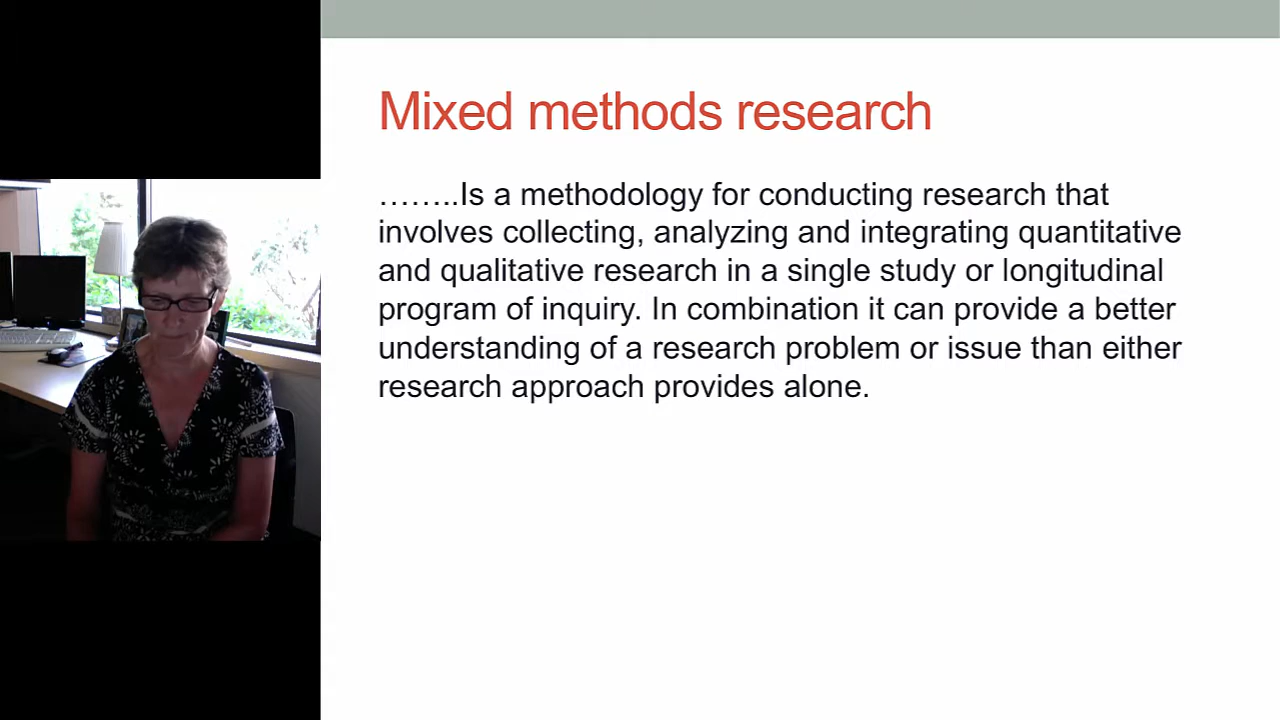 Mixed methods research
……..Is a methodology for conducting research that
involves collecting, analyzing and integrating quantitative
and qualitative research in a single study or longitudinal
program of inquiry. In combination it can provide a better
understanding of a research problem or issue than either
research approach provides alone.